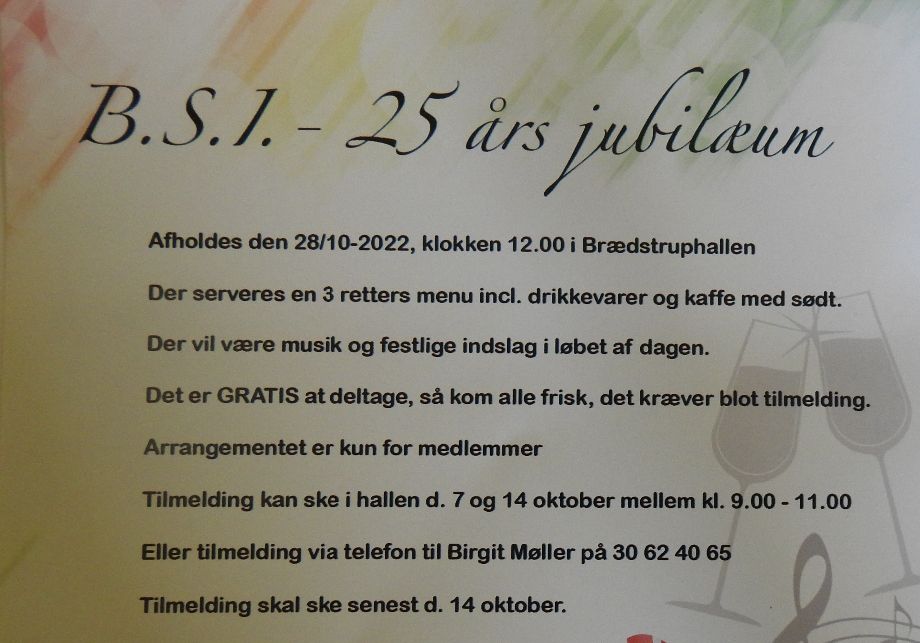 B.S.I. - 25 års jubilæum
Afholdes den 28/10-2022, klokken 12.00 i Brædstruphallen
Der serveres en 3 retters menu incl. drikkevarer og kaffe med sødt.
Der vil være musik og festlige indslag i løbet af dagen.
Det er GRATIS at deltage, så kom alle frisk, det kræver blot tilmelding.
Arrangementet er kun for medlemmer
Tilmelding kan ske i hallen d. 7 og 14 oktober mellem kl. 9.00 - 11.00
Eller tilmelding via telefon til Birgit Møller på 30 62 40 65
Tilmelding skal ske senest d. 14 oktober.